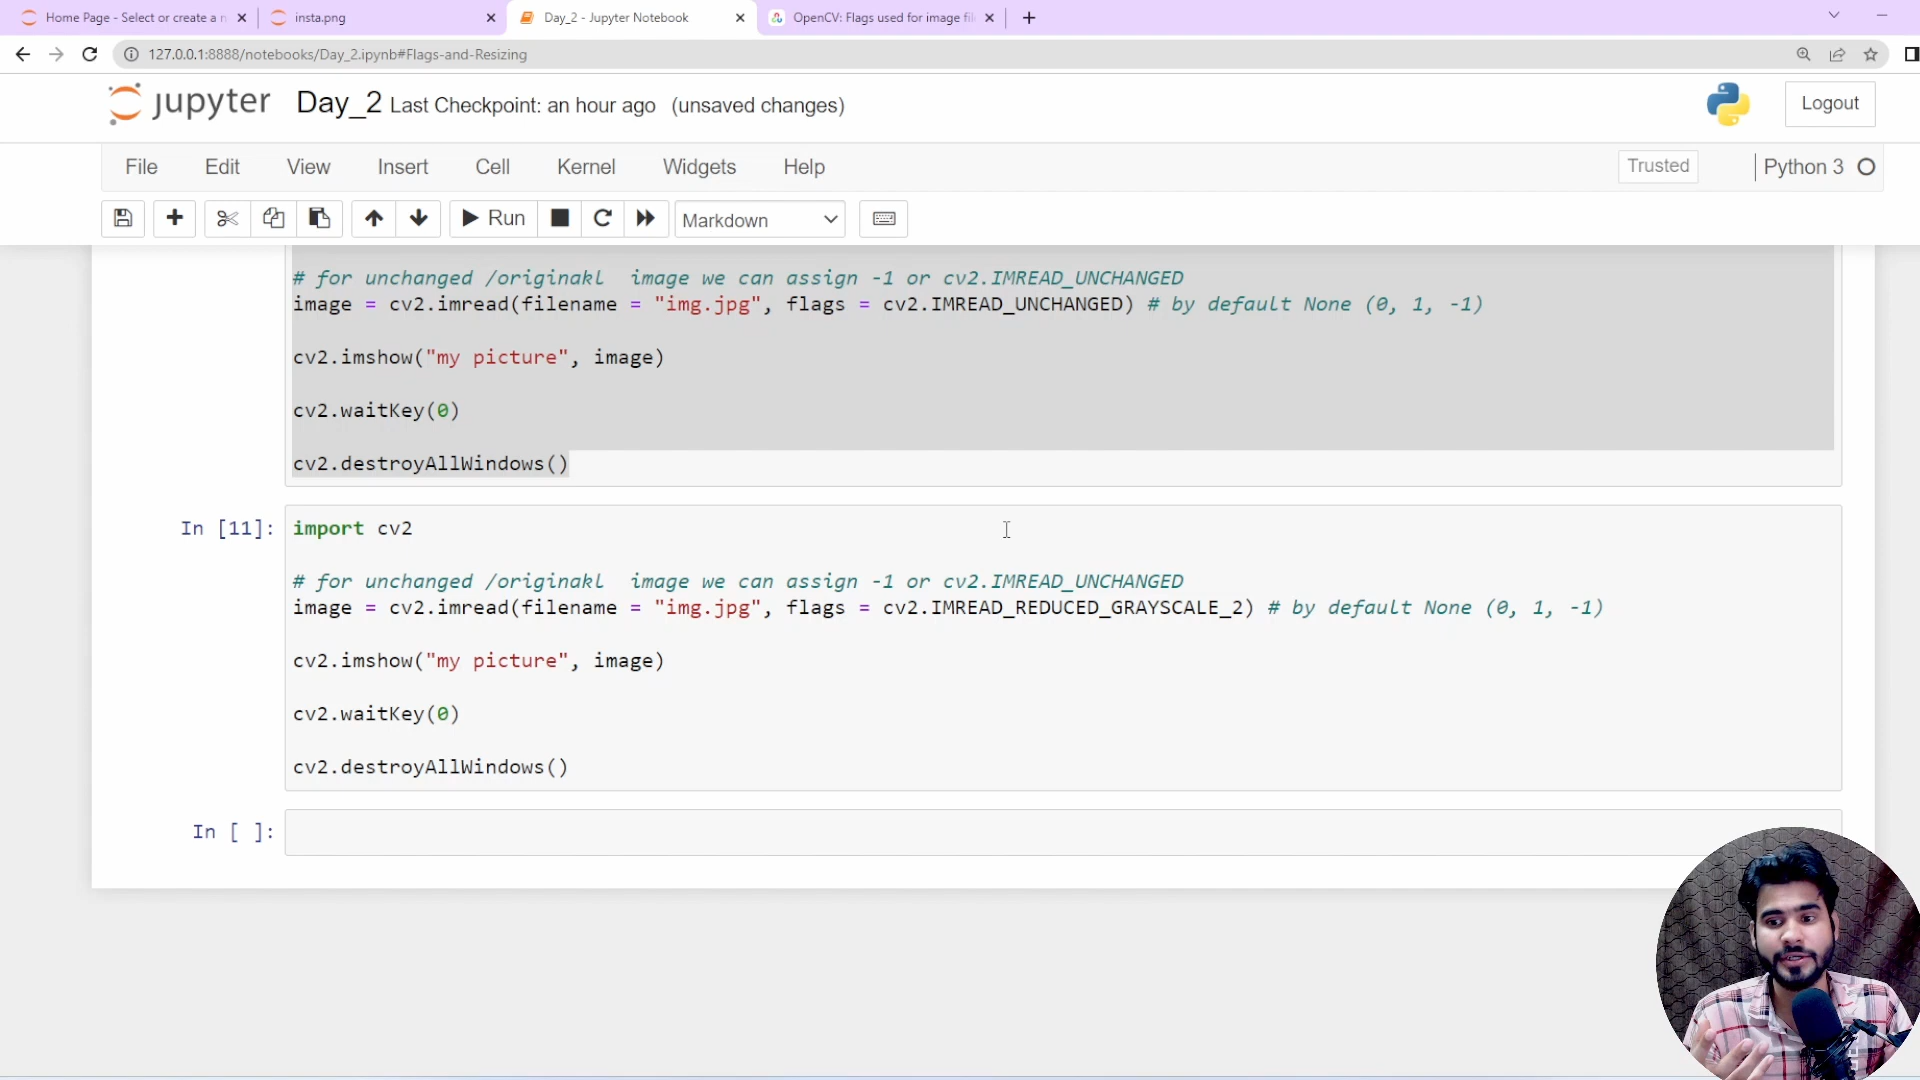 Home Page - Select or create a n
insta.png
Day_2 - Jupyter Notebook
OpenCV: Flags used for image fil
127.0.0.1:8888/notebooks/Day_2.ipynb#Flags-and-Resizing
jupyter Day_2 Last Checkpoint: an hour ago (unsaved changes)
Logout
File Edit View Insert Cell Kernel Widgets Help
Trusted
Python 3
Run
Markdown
# for unchanged /originakl  image we can assign -1 or cv2.IMREAD_UNCHANGED
image = cv2.imread(filename = "img.jpg", flags = cv2.IMREAD_UNCHANGED) # by default None (0, 1, -1)
cv2.imshow("my picture", image)
cv2.waitKey(0)
cv2.destroyAllWindows()
In [11]: import cv2
# for unchanged /originakl  image we can assign -1 or cv2.IMREAD_UNCHANGED
image = cv2.imread(filename = "img.jpg", flags = cv2.IMREAD_REDUCED_GRAYSCALE_2) # by default None (0, 1, -1)
cv2.imshow("my picture", image)
cv2.waitKey(0)
cv2.destroyAllWindows()
In [ ]: